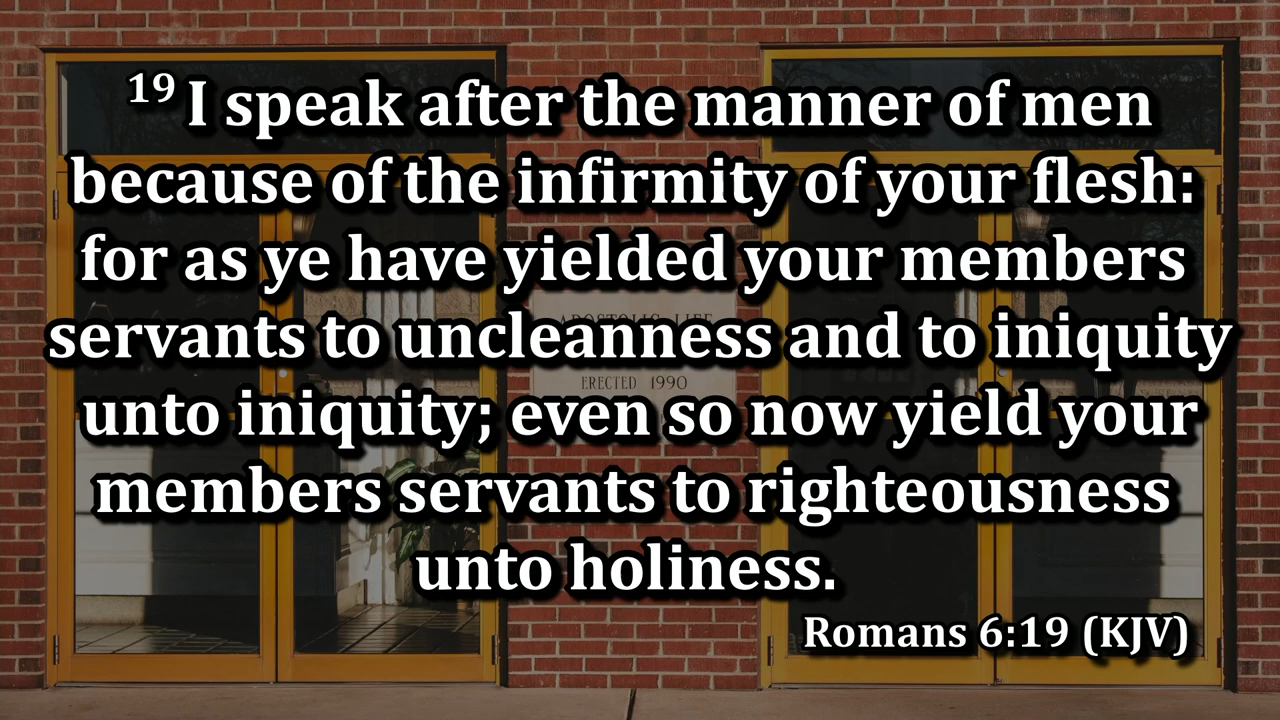 19 I speak after the manner of men
because of the infirmity of your flesh:
for as ye have yielded your members
servants to uncleanness and to iniquity
unto iniquity; even so now yield your
members servants to righteousness
unto holiness.
Romans 6:19 (KJV)
APOSTOLIC LIFE
ERECTED 1990